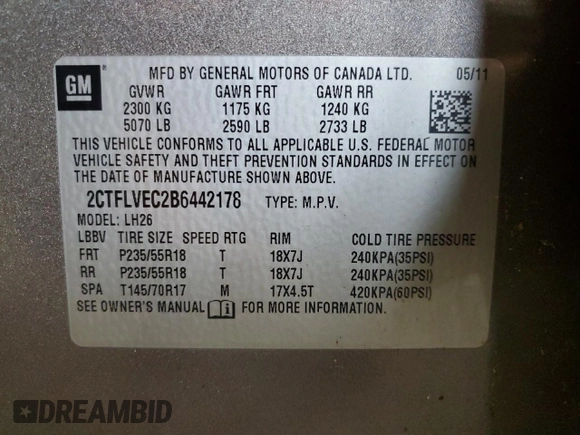 GM
MFD BY GENERAL MOTORS OF CANADA LTD. 05/11
GVWR GAWR FRT GAWR RR
2300 KG 1175 KG 1240 KG
5070 LB 2590 LB 2733 LB
THIS VEHICLE CONFORMS TO ALL APPLICABLE U.S. FEDERAL MOTOR
VEHICLE SAFETY AND THEFT PREVENTION STANDARDS IN EFFECT ON
THE DATE OF MANUFACTURE SHOWN ABOVE.
2CTFLVEC2B6442178 TYPE: M.P.V.
MODEL: LH26
LBBV TIRE SIZE SPEED RTG RIM COLD TIRE PRESSURE
FRT P235/55R18 T 18X7J 240KPA(35PSI)
RR P235/55R18 T 18X7J 240KPA(35PSI)
SPA T145/70R17 M 17X4.5T 420KPA(60PSI)
SEE OWNER'S MANUAL i FOR MORE INFORMATION.
DREAMBID